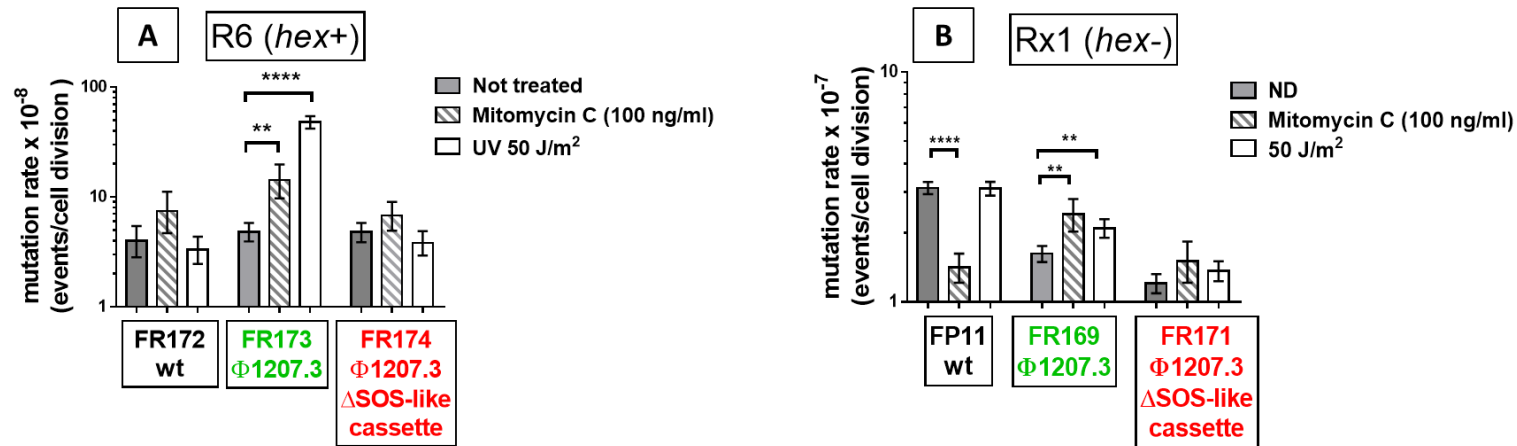 A
R6 (hex+)
mutation rate x 10-8
(events/cell division )
100
10
1
****
**
Not treated
Mitomycin C (100 ng/ml)
UV 50 J/m2
FR172
wt
FR173
Φ1207.3
FR174
Φ1207.3
ΔSOS-like
cassette
B
Rx1 (hex-)
mutation rate x 10-7
(events/cell division)
10
1
****
**
**
ND
Mitomycin C (100 ng/ml)
50 J/m2
FP11
wt
FR169
Φ1207.3
FR171
Φ1207.3
ΔSOS-like
cassette